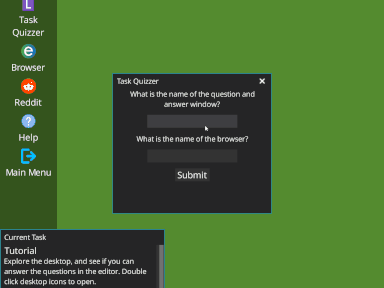 Task
Quizzer
Browser
Reddit
Help
Main Menu
Task Quizzer
What is the name of the question and
answer window?
What is the name of the browser?
Submit
Current Task
Tutorial
Explore the desktop, and see if you can
answer the questions in the editor. Double
click desktop icons to open.